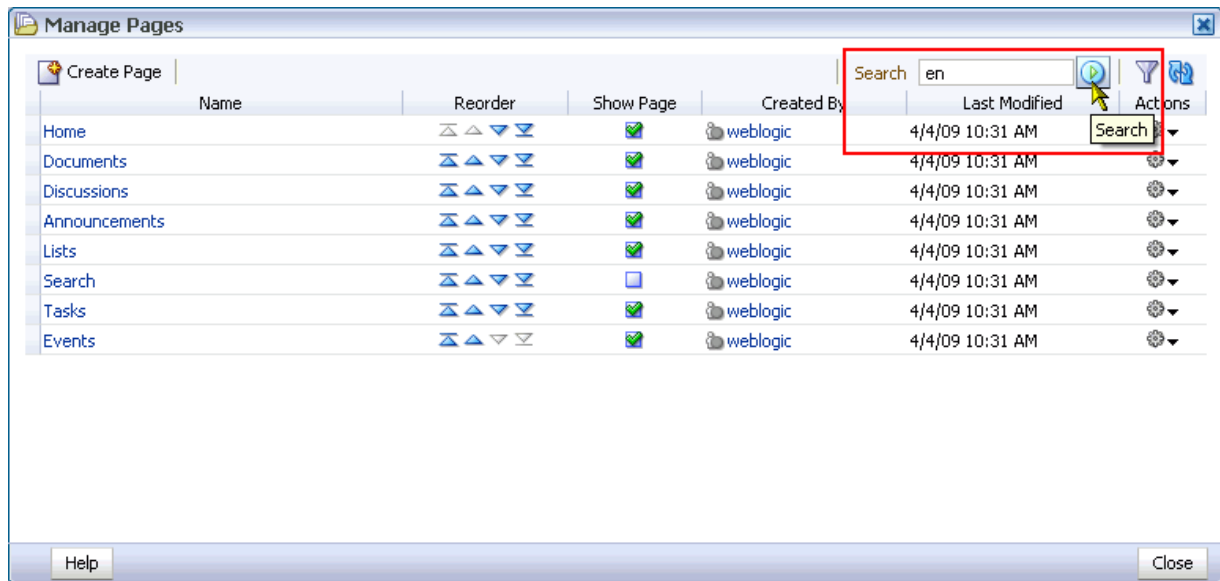 Manage Pages
Create Page Search en
Name Reorder Show Page Created By Last Modified Actions
Home weblogic 4/4/09 10:31 AM Search
Documents weblogic 4/4/09 10:31 AM
Discussions weblogic 4/4/09 10:31 AM
Announcements weblogic 4/4/09 10:31 AM
Lists weblogic 4/4/09 10:31 AM
Search weblogic 4/4/09 10:31 AM
Tasks weblogic 4/4/09 10:31 AM
Events weblogic 4/4/09 10:31 AM
Help Close